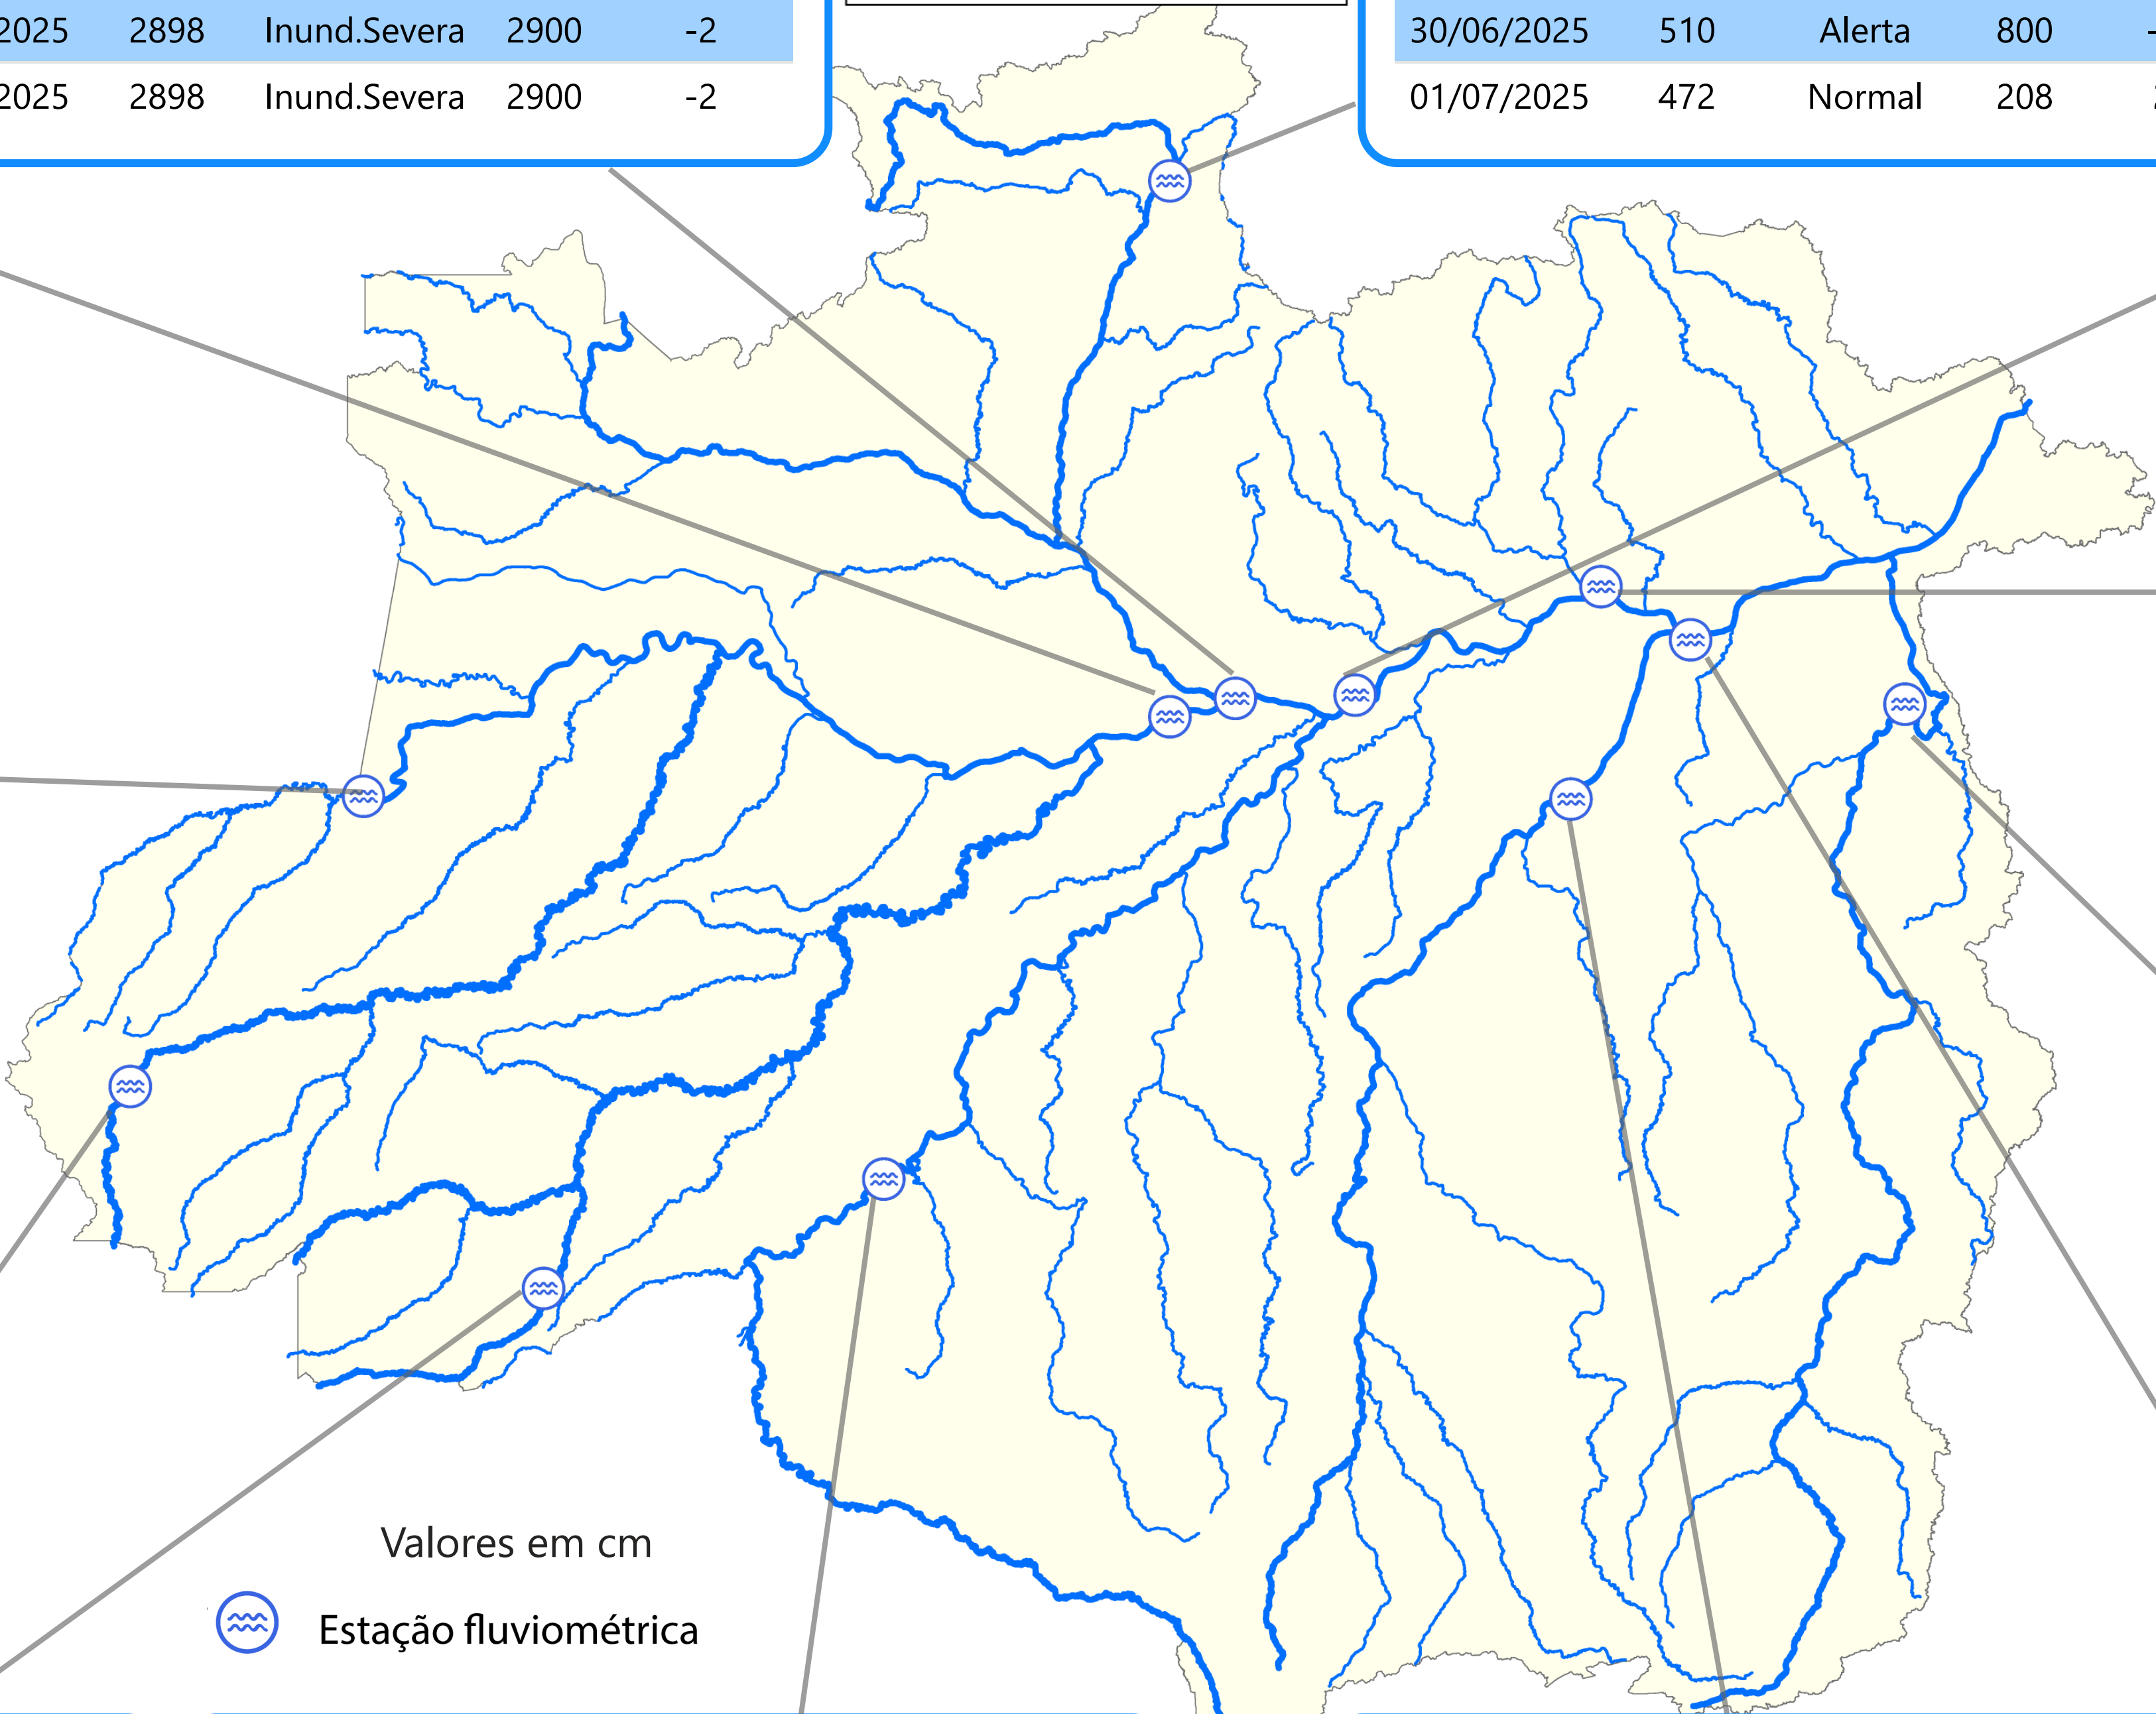 2025 2898 Inund.Severa 2900 -2
2025 2898 Inund.Severa 2900 -2
30/06/2025 510 Alerta 800
01/07/2025 472 Normal 208
Valores em cm
Estação fluviométrica